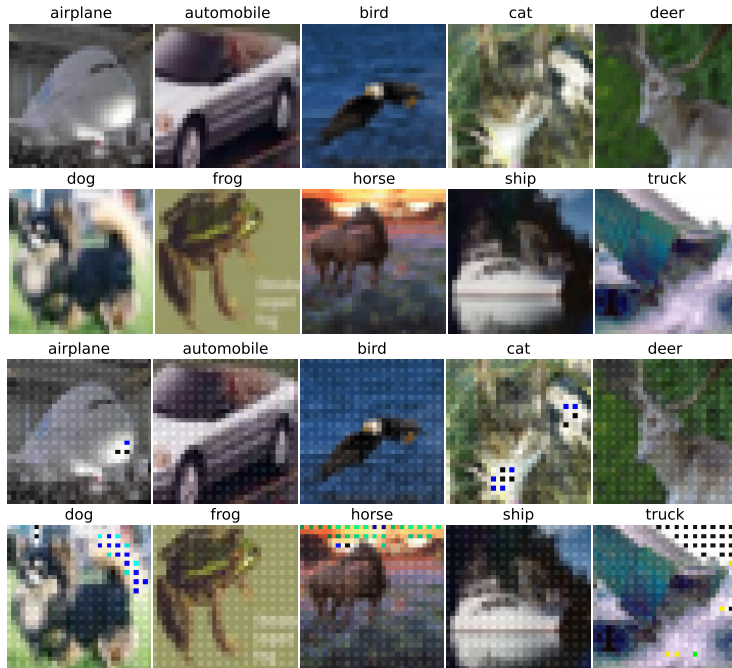 airplane automobile bird cat deer
dog frog horse ship truck
airplane automobile bird cat deer
dog frog horse ship truck